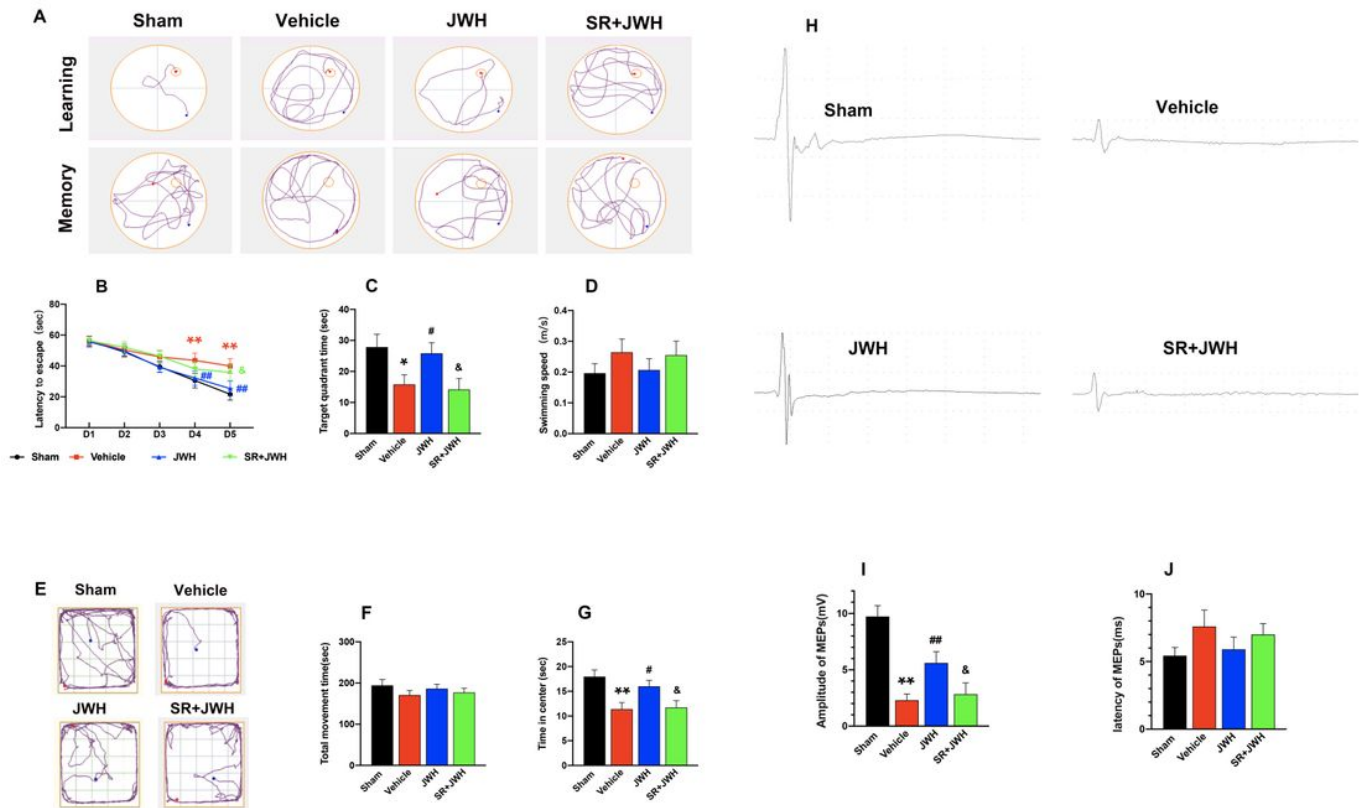 A
Sham Vehicle JWH SR+JWH
Learning
Memory
B
Latency to escape (sec)
80
60
40
20
0
D1 D2 D3 D4 D5
** **
##
&
##
Sham Vehicle JWH SR+JWH
C
Target quadrant time (sec)
40
30
20
10
0
* # &
Sham Vehicle JWH SR+JWH
D
Swimming speed (m/s)
0.4
0.3
0.2
0.1
0.0
Sham Vehicle JWH SR+JWH
E
Sham Vehicle
JWH SR+JWH
F
Total movement time(sec)
300
200
100
0
Sham Vehicle JWH SR+JWH
G
Time in center (sec)
25
20
15
10
5
0
** # &
Sham Vehicle JWH SR+JWH
H
Sham Vehicle
JWH SR+JWH
I
Amplitude of MEPs(mV)
10
5
0
** ## &
Sham Vehicle JWH SR+JWH
J
latency of MEPs(ms)
10
5
0
Sham Vehicle JWH SR+JWH